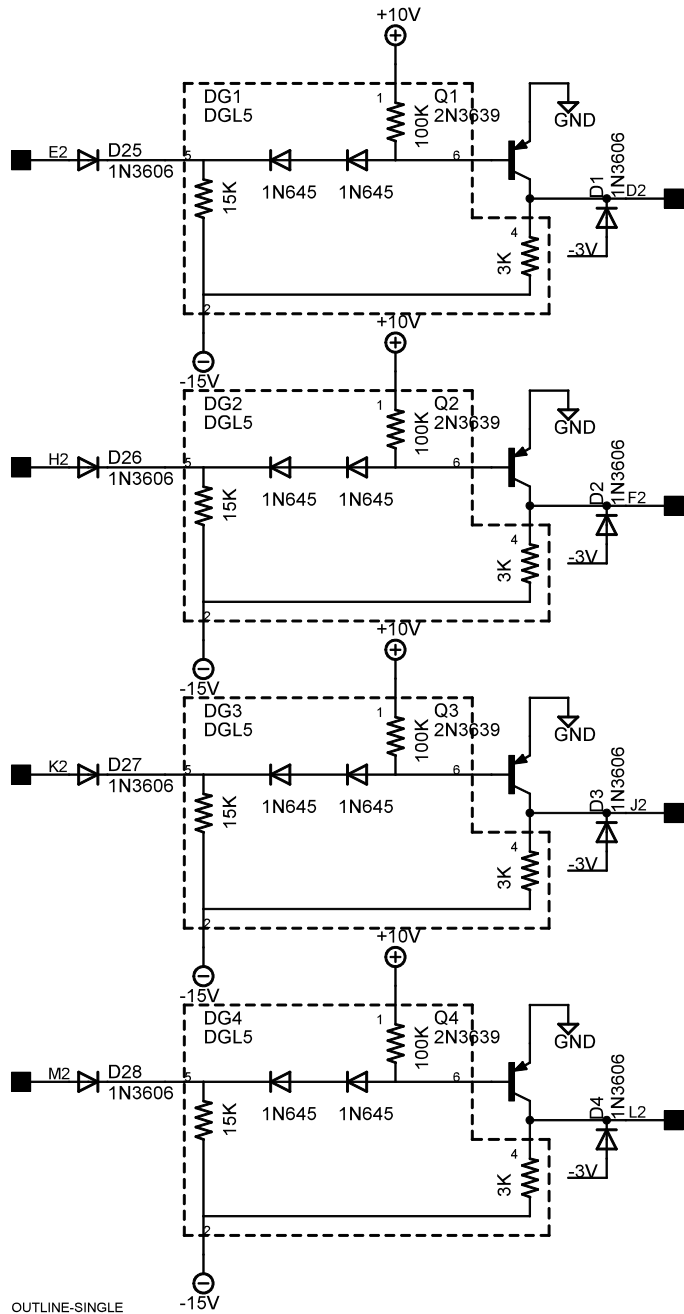 +10V
DG1
DGL5
1
100K
Q1
2N3639
GND
E2
D25
1N3606
5
15K
1N645
1N645
6
D1
1N3606
D2
4
3K
-3V
2
-15V
+10V
DG2
DGL5
1
100K
Q2
2N3639
GND
H2
D26
1N3606
5
15K
1N645
1N645
6
D2
1N3606
F2
4
3K
-3V
2
-15V
+10V
DG3
DGL5
1
100K
Q3
2N3639
GND
K2
D27
1N3606
5
15K
1N645
1N645
6
D3
1N3606
J2
4
3K
-3V
2
-15V
+10V
DG4
DGL5
1
100K
Q4
2N3639
GND
M2
D28
1N3606
5
15K
1N645
1N645
6
D4
1N3606
L2
4
3K
-3V
2
-15V
OUTLINE-SINGLE